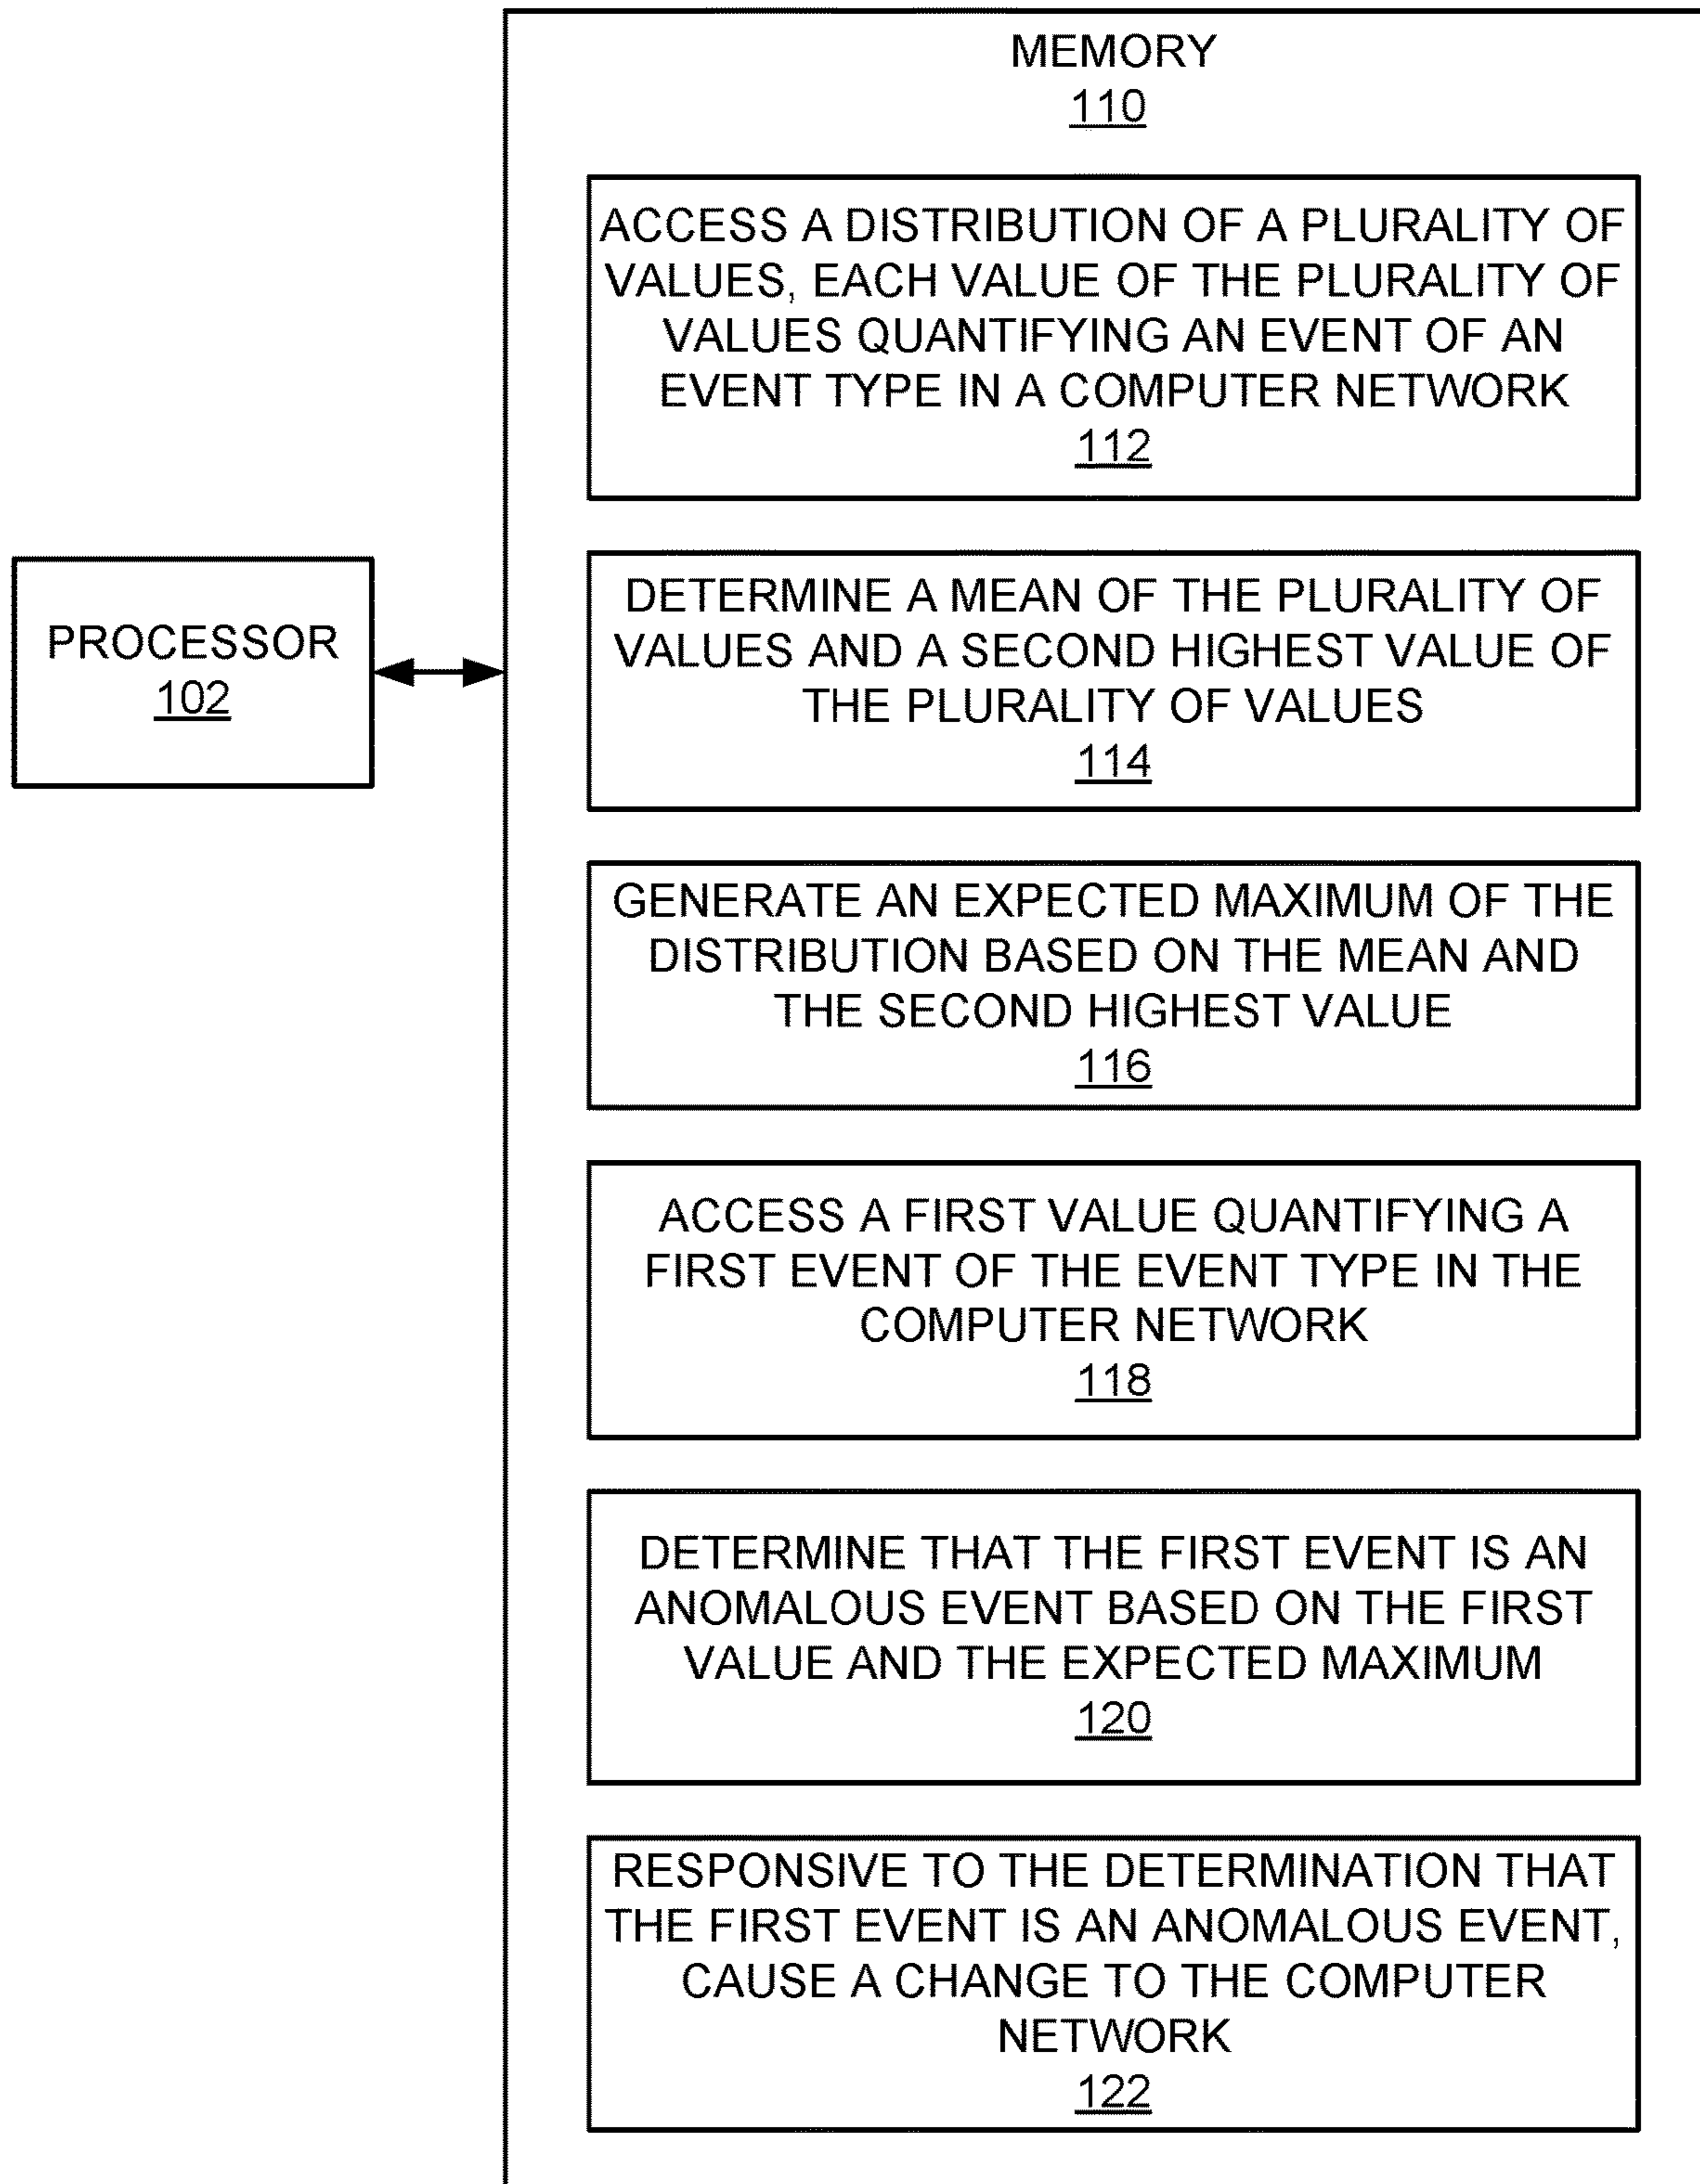 MEMORY
110
ACCESS A DISTRIBUTION OF A PLURALITY OF
VALUES, EACH VALUE OF THE PLURALITY OF
VALUES QUANTIFYING AN EVENT OF AN
EVENT TYPE IN A COMPUTER NETWORK
112
PROCESSOR
102
DETERMINE A MEAN OF THE PLURALITY OF
VALUES AND A SECOND HIGHEST VALUE OF
THE PLURALITY OF VALUES
114
GENERATE AN EXPECTED MAXIMUM OF THE
DISTRIBUTION BASED ON THE MEAN AND
THE SECOND HIGHEST VALUE
116
ACCESS A FIRST VALUE QUANTIFYING A
FIRST EVENT OF THE EVENT TYPE IN THE
COMPUTER NETWORK
118
DETERMINE THAT THE FIRST EVENT IS AN
ANOMALOUS EVENT BASED ON THE FIRST
VALUE AND THE EXPECTED MAXIMUM
120
RESPONSIVE TO THE DETERMINATION THAT
THE FIRST EVENT IS AN ANOMALOUS EVENT,
CAUSE A CHANGE TO THE COMPUTER
NETWORK
122